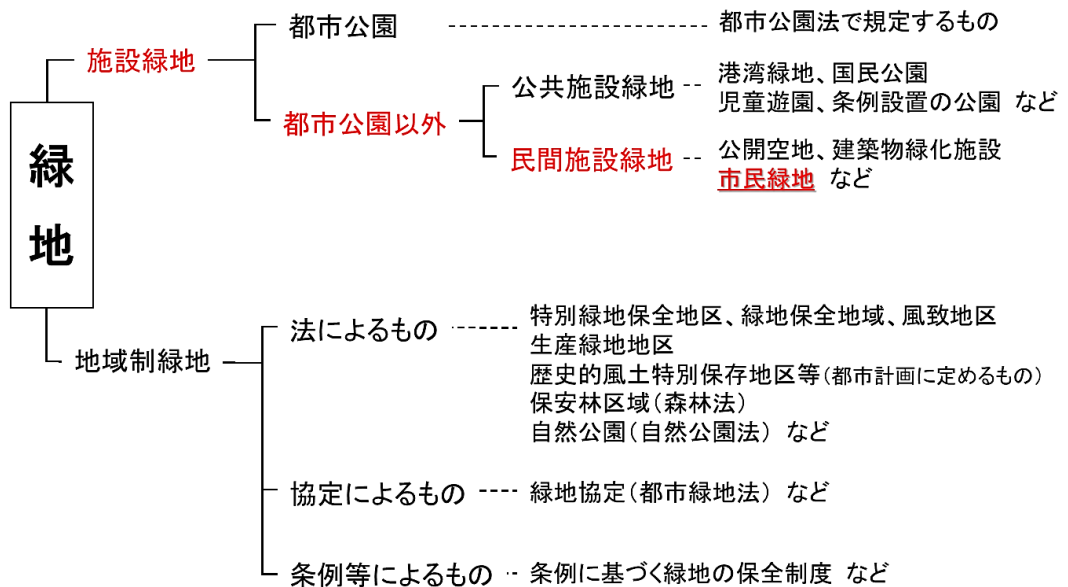 緑地
施設緑地
都市公園
都市公園法で規定するもの
都市公園以外
公共施設緑地
港湾緑地、国民公園
児童遊園、条例設置の公園 など
民間施設緑地
公開空地、建築物緑化施設
市民緑地 など
地域制緑地
法によるもの
特別緑地保全地区、緑地保全地域、風致地区
生産緑地地区
歴史的風土特別保存地区等(都市計画に定めるもの)
保安林区域(森林法)
自然公園(自然公園法) など
協定によるもの
緑地協定(都市緑地法) など
条例等によるもの
条例に基づく緑地の保全制度 など